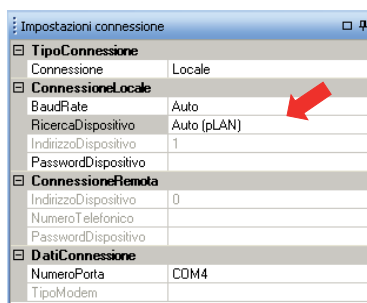 Impostazioni connessione
TipoConnessione
Connessione Locale
ConnessioneLocale
BaudRate Auto
RicercaDispositivo Auto (pLAN)
IndirizzoDispositivo 1
PasswordDispositivo
ConnessioneRemota
IndirizzoDispositivo 0
NumeroTelefonico
PasswordDispositivo
DatiConnessione
NumeroPorta COM4
TipoModem